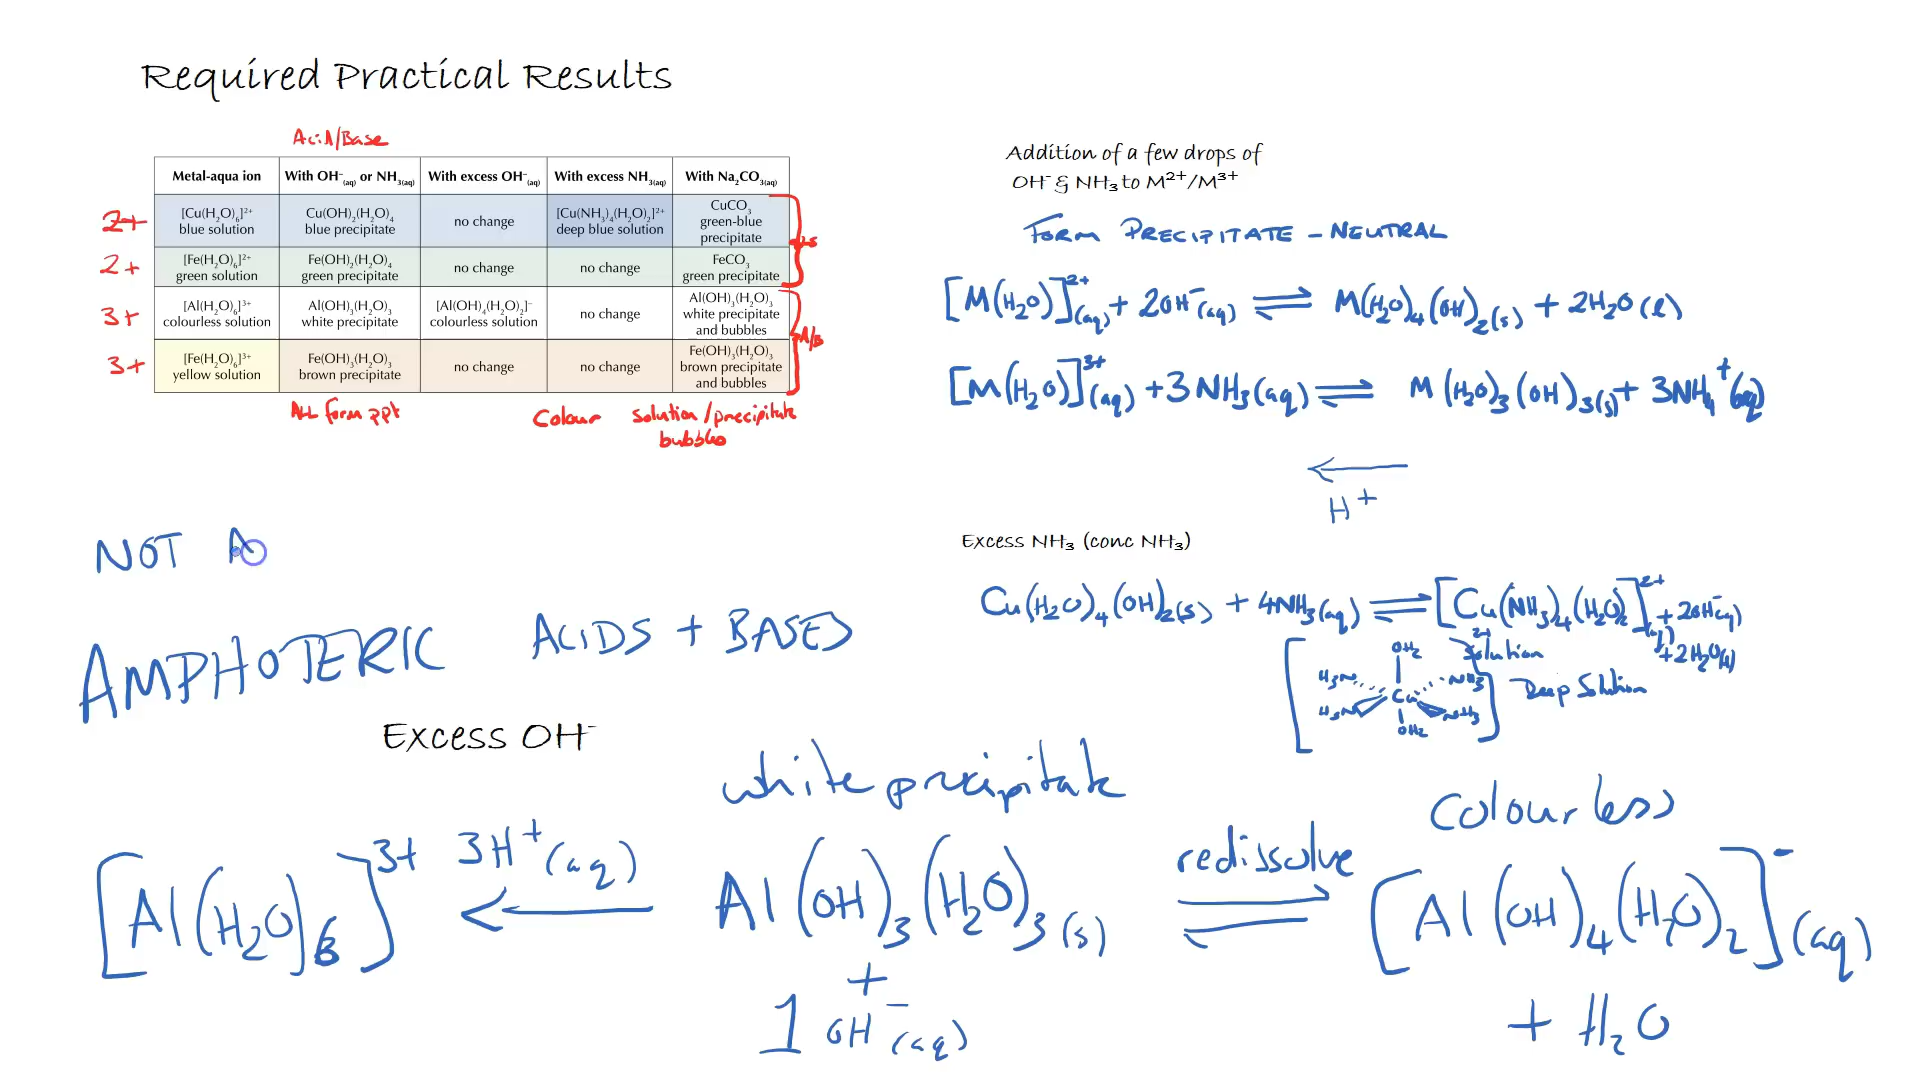 Required Practical Results
Acid/Base
Metal-aqua ion With OH⁻(aq) or NH₃(aq) With excess OH⁻(aq) With excess NH₃(aq) With Na₂CO₃(aq)
2+ [Cu(H₂O)₆]²⁺ blue solution Cu(OH)₂(H₂O)₄ blue precipitate no change [Cu(NH₃)₄(H₂O)₂]²⁺ deep blue solution CuCO₃ green-blue precipitate
2+ [Fe(H₂O)₆]²⁺ green solution Fe(OH)₂(H₂O)₄ green precipitate no change no change FeCO₃ green precipitate
3+ [Al(H₂O)₆]³⁺ colourless solution Al(OH)₃(H₂O)₃ white precipitate [Al(OH)₄(H₂O)₂]⁻ colourless solution no change Al(OH)₃(H₂O)₃ white precipitate and bubbles
A/B
3+ [Fe(H₂O)₆]³⁺ yellow solution Fe(OH)₃(H₂O)₃ brown precipitate no change no change Fe(OH)₃(H₂O)₃ brown precipitate and bubbles
ALL form ppt Colour Solution/precipitate
bubbles
Addition of a few drops of
OH⁻ & NH₃ to M²⁺/M³⁺
FORM PRECIPITATE - NEUTRAL
[M(H₂O)]²⁺(aq) + 2OH⁻(aq) ⇌ M(H₂O)₄(OH)₂(s) + 2H₂O(l)
[M(H₂O)]³⁺(aq) + 3NH₃(aq) ⇌ M(H₂O)₃(OH)₃(s) + 3NH₄⁺(aq)
←
H⁺
Excess NH₃ (conc NH₃)
Cu(H₂O)₄(OH)₂(s) + 4NH₃(aq) ⇌ [Cu(NH₃)₄(H₂O)₂]²⁺(aq) + 2OH⁻(aq)
+ 2H₂O(l)
Solution
OH₂ 2+
H₃N NH₃ Deep Solution
Cu
H₃N NH₃
OH₂
NOT A
AMPHOTERIC ACIDS + BASES
Excess OH⁻
white precipitate colourless
[Al(H₂O)₆]³⁺ 3H⁺(aq) ← Al(OH)₃(H₂O)₃(s) redissolve ⇌ [Al(OH)₄(H₂O)₂]⁻(aq)
+ 1 OH⁻(aq) + H₂O